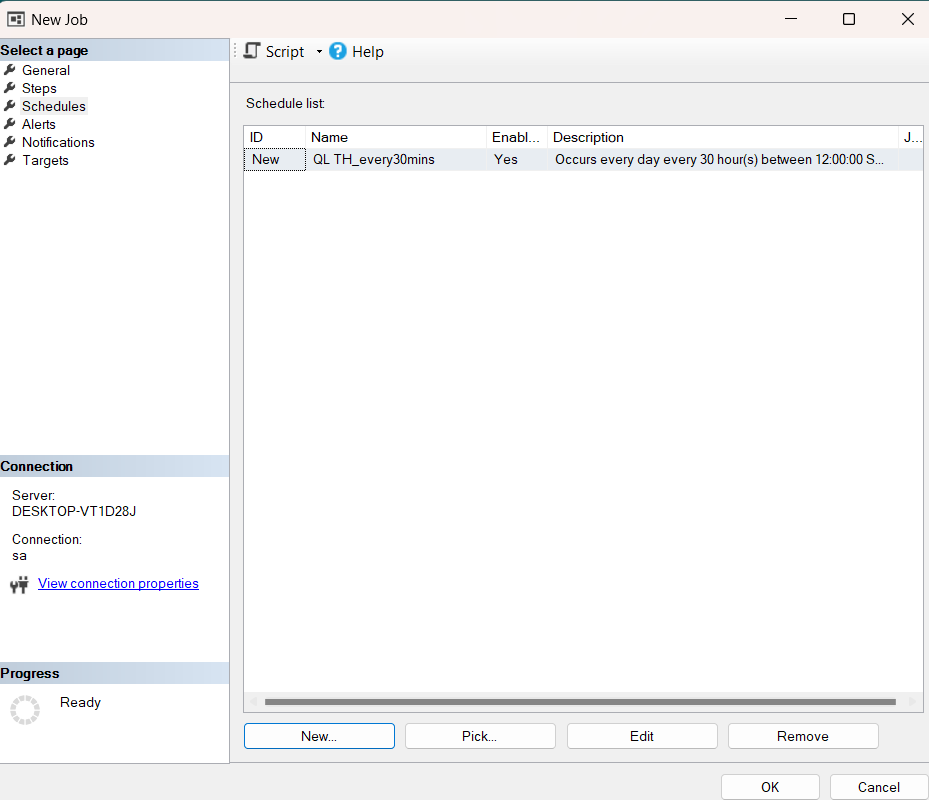 New Job
Select a page
General
Steps
Schedules
Alerts
Notifications
Targets
Script
Help
Schedule list:
ID Name Enabl... Description J...
New QL TH_every30mins Yes Occurs every day every 30 hour(s) between 12:00:00 S...
Connection
Server:
DESKTOP-VT1D28J
Connection:
sa
View connection properties
Progress
Ready
New... Pick... Edit Remove
OK Cancel